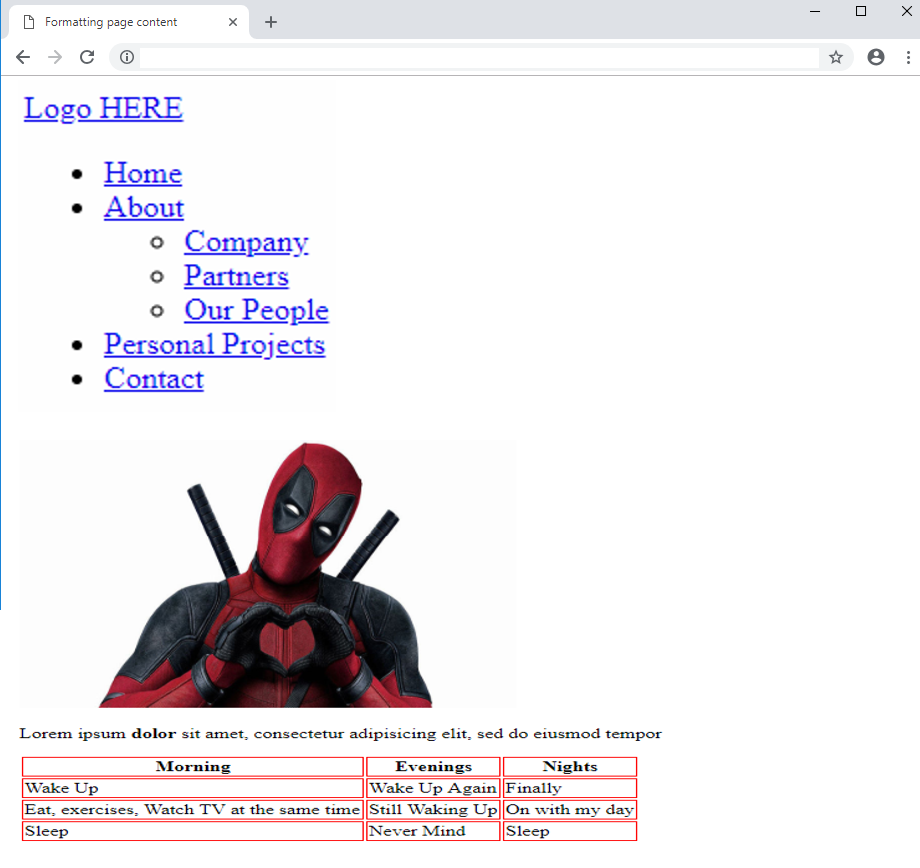 Formatting page content
Logo HERE
Home
About
Company
Partners
Our People
Personal Projects
Contact
Lorem ipsum dolor sit amet, consectetur adipisicing elit, sed do eiusmod tempor
Morning Evenings Nights
Wake Up Wake Up Again Finally
Eat, exercises, Watch TV at the same time Still Waking Up On with my day
Sleep Never Mind Sleep